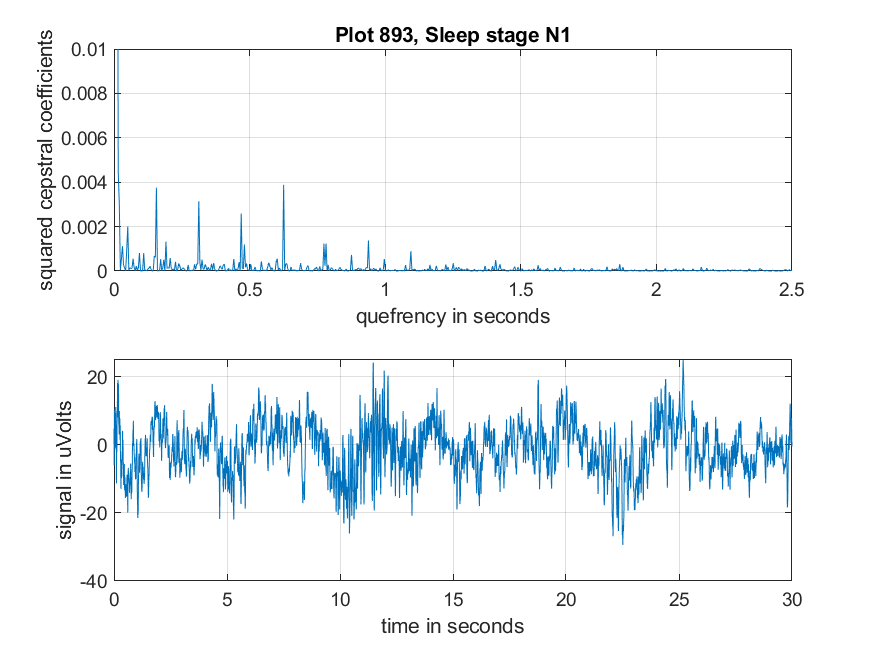 Plot 893, Sleep stage N1
squared cepstral coefficients
0.01
0.008
0.006
0.004
0.002
0
0 0.5 1 1.5 2 2.5
quefrency in seconds
signal in uVolts
20
0
-20
-40
0 5 10 15 20 25 30
time in seconds